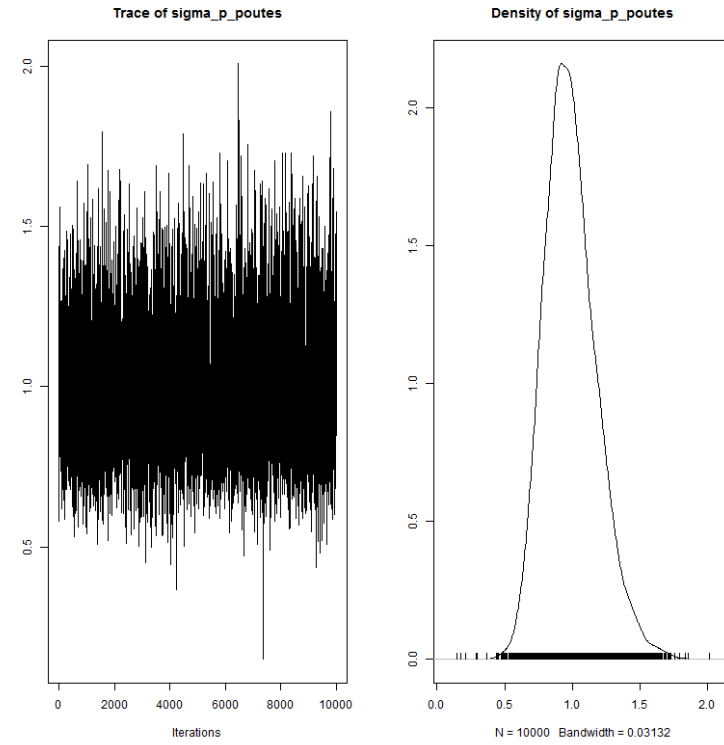 Trace of sigma_p_poutes
2.0
1.5
1.0
0.5
0 2000 4000 6000 8000 10000
Iterations
Density of sigma_p_poutes
2.0
1.5
1.0
0.5
0.0
0.0 0.5 1.0 1.5 2.0
N = 10000 Bandwidth = 0.03132